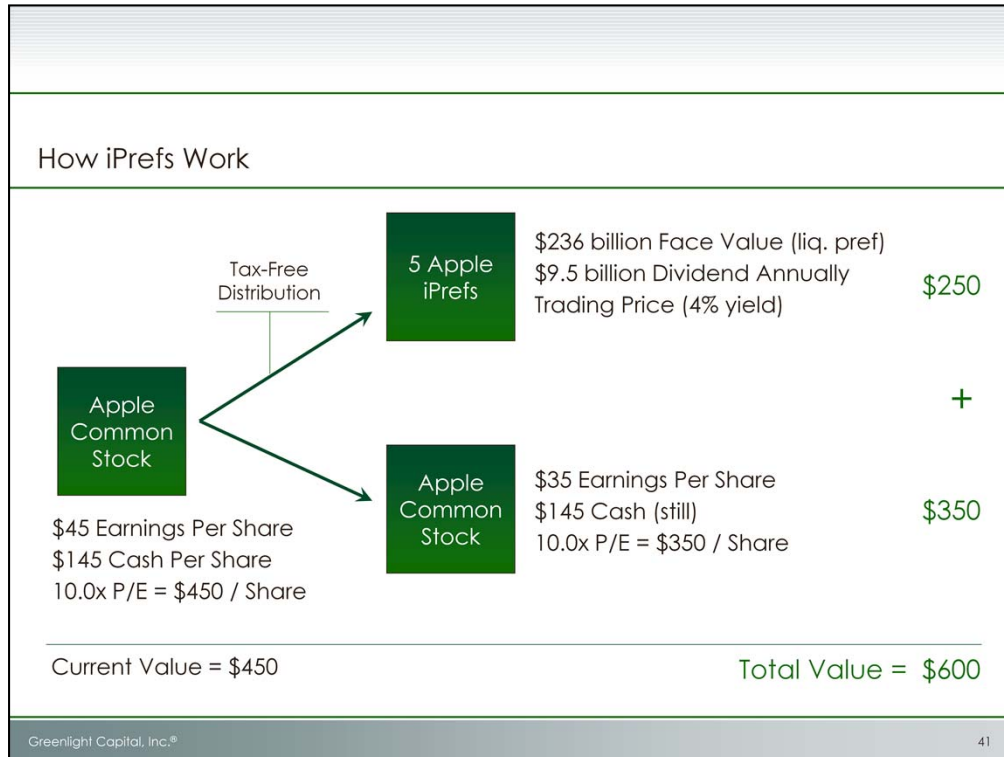 How iPrefs Work
Tax-Free
Distribution
5 Apple
iPrefs
$236 billion Face Value (liq. pref)
$9.5 billion Dividend Annually
Trading Price (4% yield)
$250
+
Apple
Common
Stock
$45 Earnings Per Share
$145 Cash Per Share
10.0x P/E = $450 / Share
Apple
Common
Stock
$35 Earnings Per Share
$145 Cash (still)
10.0x P/E = $350 / Share
$350
Current Value = $450
Total Value = $600
Greenlight Capital, Inc.®
41